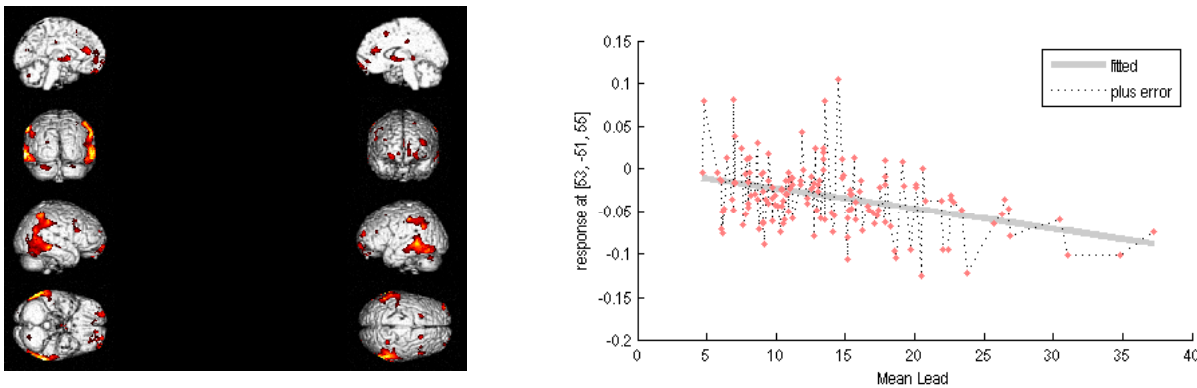 0.15
0.1
0.05
0
-0.05
-0.1
-0.15
-0.2
response at [53, -51, 55]
fitted
plus error
0 5 10 15 20 25 30 35 40
Mean Lead